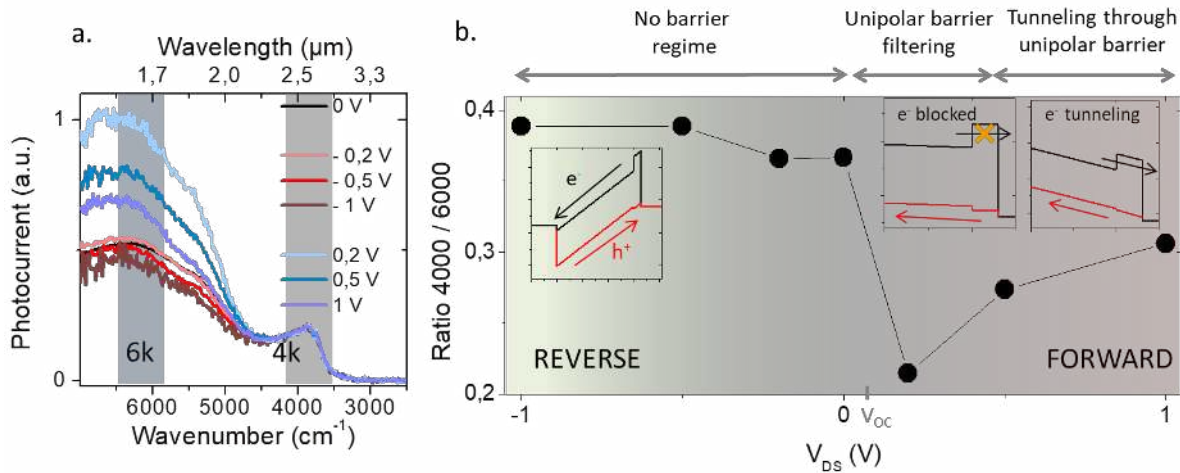 a.
Wavelength (µm)
1,7 2,0 2,5 3,3
Photocurrent (a.u.)
1
0
0 V
- 0,2 V
- 0,5 V
- 1 V
0,2 V
0,5 V
1 V
6k 4k
6000 5000 4000 3000
Wavenumber (cm⁻¹)
b.
No barrier
regime
Unipolar barrier
filtering
Tunneling through
unipolar barrier
Ratio 4000 / 6000
0,4
0,3
0,2
e⁻
h⁺
e⁻ blocked
e⁻ tunneling
REVERSE
FORWARD
-1 0 V_OC 1
V_DS (V)